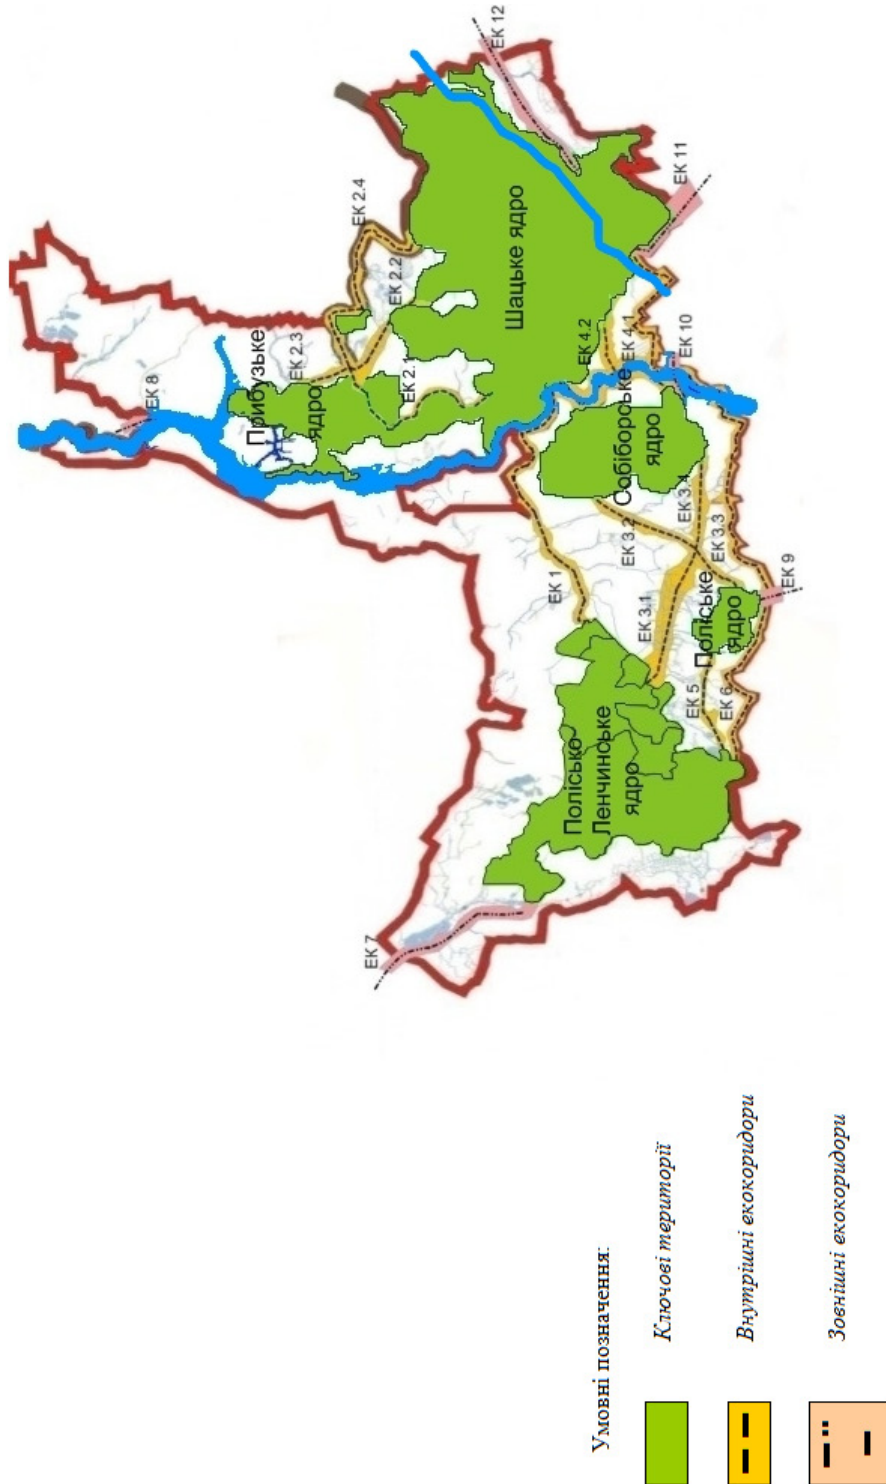 ЕК 7
Полісько-
Ленчинське
ядро
ЕК 5
ЕК 6
ЕК 1
ЕК 3.1
Поліське
ядро
ЕК 9
ЕК 3.2
ЕК 3.4
ЕК 3.3
Собіборське
ядро
ЕК 8
Прибузьке
ядро
ЕК 2.3
ЕК 2.1
ЕК 2.2
ЕК 2.4
ЕК 4.2
ЕК 4.1
ЕК 10
Шацьке ядро
ЕК 12
ЕК 11
Умовні позначення:
Ключові території
Внутрішні екокоридори
Зовнішні екокоридори